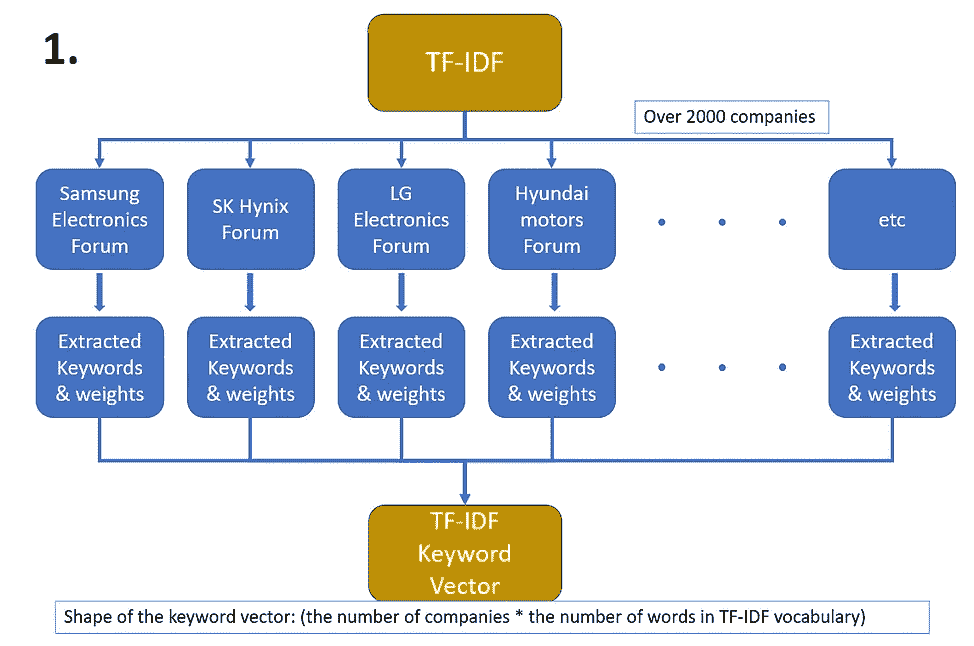 1.
TF-IDF
Over 2000 companies
Samsung
Electronics
Forum
SK Hynix
Forum
LG
Electronics
Forum
Hyundai
motors
Forum
etc
Extracted
Keywords
& weights
Extracted
Keywords
& weights
Extracted
Keywords
& weights
Extracted
Keywords
& weights
Extracted
Keywords
& weights
TF-IDF
Keyword
Vector
Shape of the keyword vector: (the number of companies * the number of words in TF-IDF vocabulary)